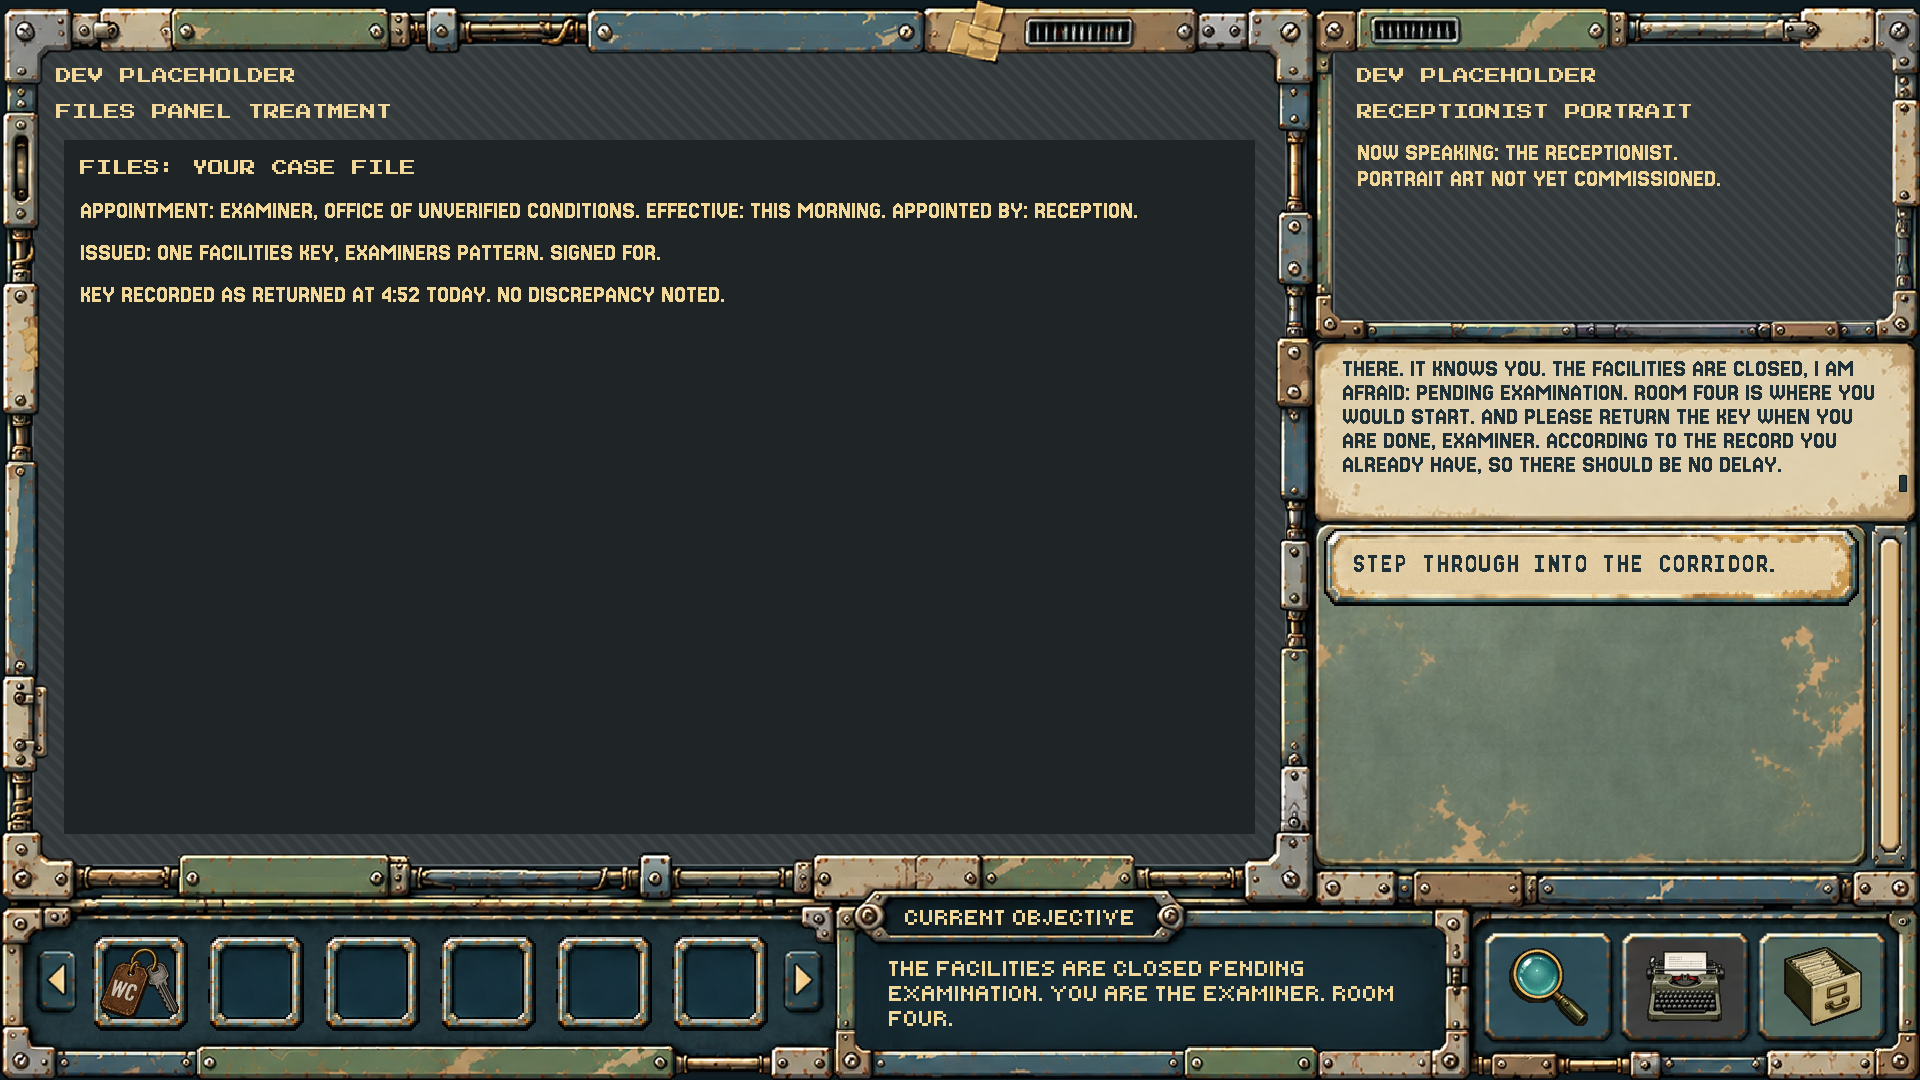 DEV PLACEHOLDER
FILES PANEL TREATMENT
FILES: YOUR CASE FILE
APPOINTMENT: EXAMINER, OFFICE OF UNVERIFIED CONDITIONS. EFFECTIVE: THIS MORNING. APPOINTED BY: RECEPTION.
ISSUED: ONE FACILITIES KEY, EXAMINERS PATTERN. SIGNED FOR.
KEY RECORDED AS RETURNED AT 4:52 TODAY. NO DISCREPANCY NOTED.
DEV PLACEHOLDER
RECEPTIONIST PORTRAIT
NOW SPEAKING: THE RECEPTIONIST.
PORTRAIT ART NOT YET COMMISSIONED.
THERE. IT KNOWS YOU. THE FACILITIES ARE CLOSED, I AM
AFRAID: PENDING EXAMINATION. ROOM FOUR IS WHERE YOU
WOULD START. AND PLEASE RETURN THE KEY WHEN YOU
ARE DONE, EXAMINER. ACCORDING TO THE RECORD YOU
ALREADY HAVE, SO THERE SHOULD BE NO DELAY.
STEP THROUGH INTO THE CORRIDOR.
WC
CURRENT OBJECTIVE
THE FACILITIES ARE CLOSED PENDING
EXAMINATION. YOU ARE THE EXAMINER. ROOM
FOUR.